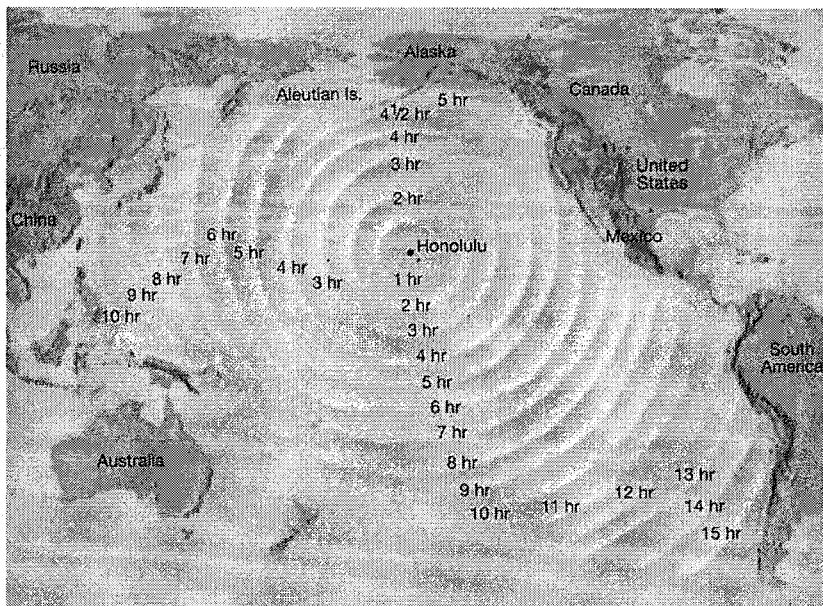 Alaska
Russia
Canada
Aleutian Is.
5 hr
4 1/2 hr
4 hr
3 hr
United
States
2 hr
China
6 hr
Mexico
Honolulu
5 hr
7 hr
4 hr
8 hr
3 hr
1 hr
9 hr
2 hr
10 hr
3 hr
4 hr
South
America
5 hr
6 hr
7 hr
Australia
8 hr
13 hr
9 hr
12 hr
11 hr
14 hr
10 hr
15 hr